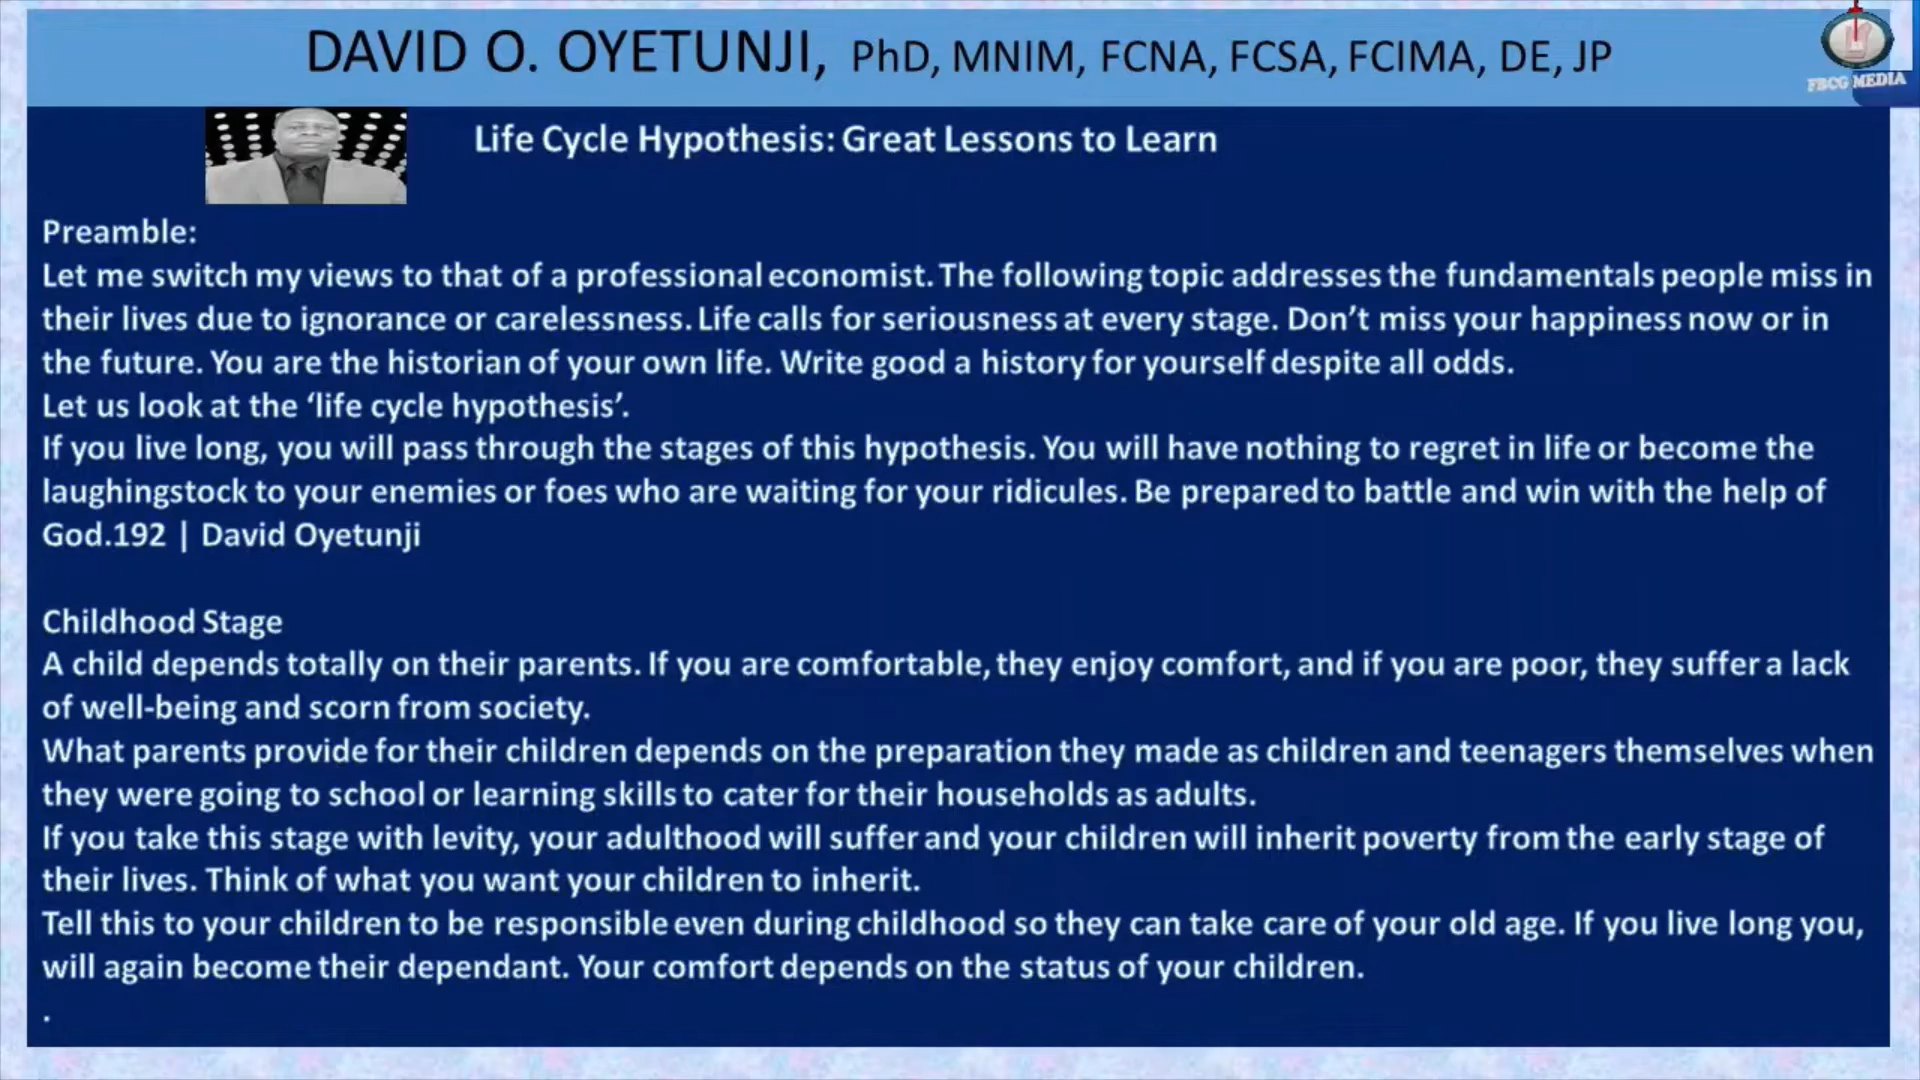 DAVID O. OYETUNJI, PhD, MNIM, FCNA, FCSA, FCIMA, DE, JP
FBCG MEDIA
Life Cycle Hypothesis: Great Lessons to Learn
Preamble:
Let me switch my views to that of a professional economist. The following topic addresses the fundamentals people miss in
their lives due to ignorance or carelessness. Life calls for seriousness at every stage. Don’t miss your happiness now or in
the future. You are the historian of your own life. Write good a history for yourself despite all odds.
Let us look at the ‘life cycle hypothesis’.
If you live long, you will pass through the stages of this hypothesis. You will have nothing to regret in life or become the
laughingstock to your enemies or foes who are waiting for your ridicules. Be prepared to battle and win with the help of
God.192 | David Oyetunji
Childhood Stage
A child depends totally on their parents. If you are comfortable, they enjoy comfort, and if you are poor, they suffer a lack
of well-being and scorn from society.
What parents provide for their children depends on the preparation they made as children and teenagers themselves when
they were going to school or learning skills to cater for their households as adults.
If you take this stage with levity, your adulthood will suffer and your children will inherit poverty from the early stage of
their lives. Think of what you want your children to inherit.
Tell this to your children to be responsible even during childhood so they can take care of your old age. If you live long you,
will again become their dependant. Your comfort depends on the status of your children.
.